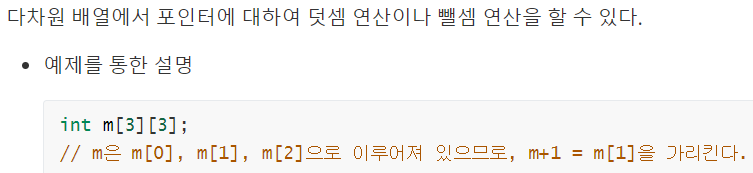 다차원 배열에서 포인터에 대하여 덧셈 연산이나 뺄셈 연산을 할 수 있다.
• 예제를 통한 설명
int m[3][3];
// m은 m[0], m[1], m[2]으로 이루어져 있으므로, m+1 = m[1]을 가리킨다.